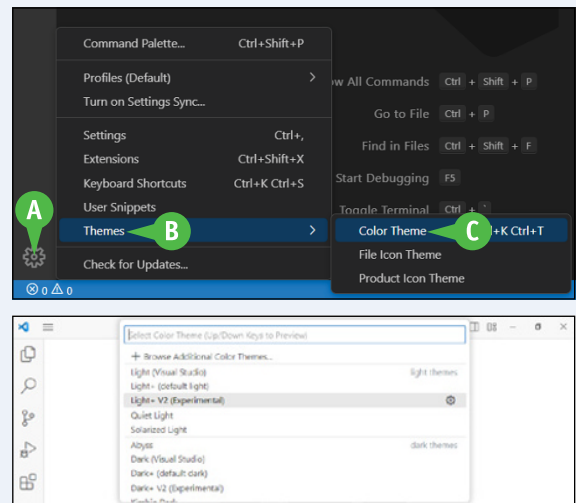 Command Palette... Ctrl+Shift+P
Profiles (Default)
w All Commands Ctrl + Shift + P
Turn on Settings Sync...
Go to File Ctrl + P
Settings Ctrl+,
Find in Files Ctrl + Shift + F
Extensions Ctrl+Shift+X
Keyboard Shortcuts Ctrl+K Ctrl+S
Start Debugging F5
User Snippets
Toggle Terminal Ctrl + `
A
Themes B
Color Theme C +K Ctrl+T
File Icon Theme
Check for Updates...
Product Icon Theme
0 0
Select Color Theme (Up/Down Keys to Preview)
+ Browse Additional Color Themes...
Light (Visual Studio) light themes
Light+ (default light)
Light+ V2 (Experimental)
Quiet Light
Solarized Light
Abyss dark themes
Dark (Visual Studio)
Dark+ (default dark)
Dark+ V2 (Experimental)